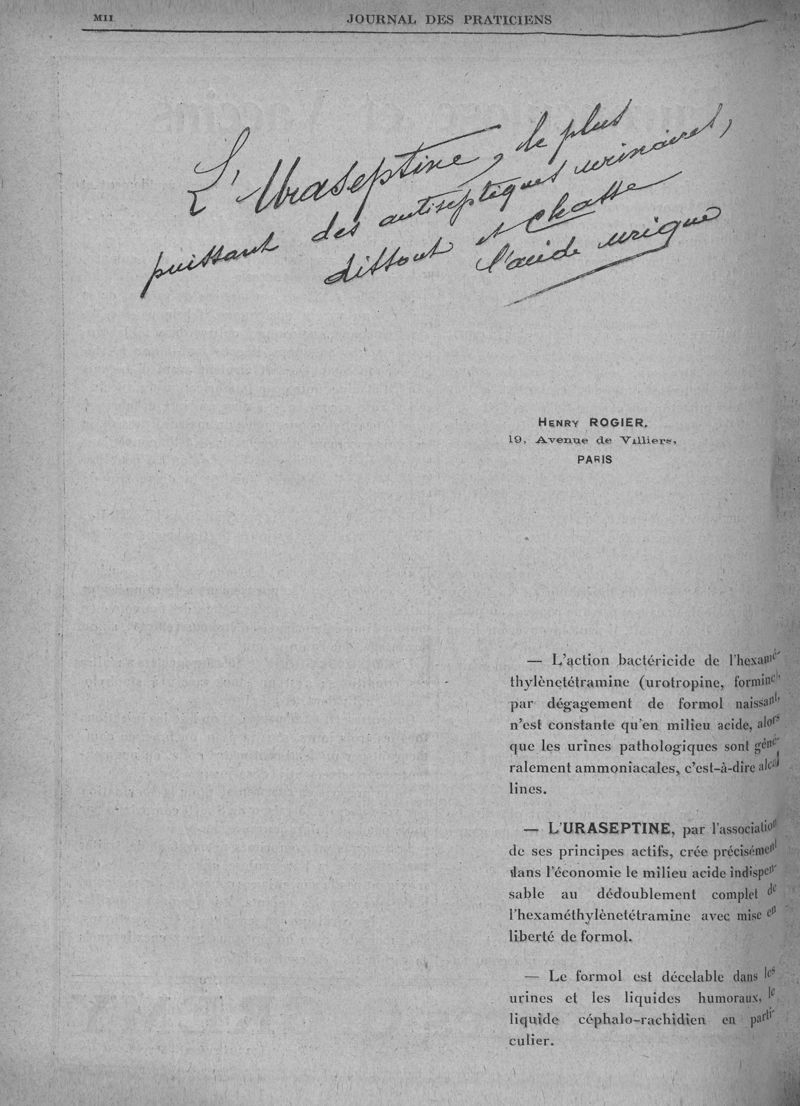 MII
JOURNAL DES PRATICIENS
L'Uraseptine, le plus
puissant des antiseptiques urinaires,
dissout et chasse
l'acide urique
HENRY ROGIER.
19, Avenue de Villiers,
PARIS
— L'action bactéricide de l'hexamé-
thylènetétramine (urotropine, formine),
par dégagement de formol naissant,
n'est constante qu'en milieu acide, alors
que les urines pathologiques sont géné-
ralement ammoniacales, c'est-à-dire alca-
lines.
— L'URASEPTINE, par l'association
de ses principes actifs, crée précisément
dans l'économie le milieu acide indispen-
sable au dédoublement complet de
l'hexaméthylènetétramine avec mise en
liberté de formol.
— Le formol est décelable dans les
urines et les liquides humoraux, le
liquide céphalo-rachidien en parti-
culier.